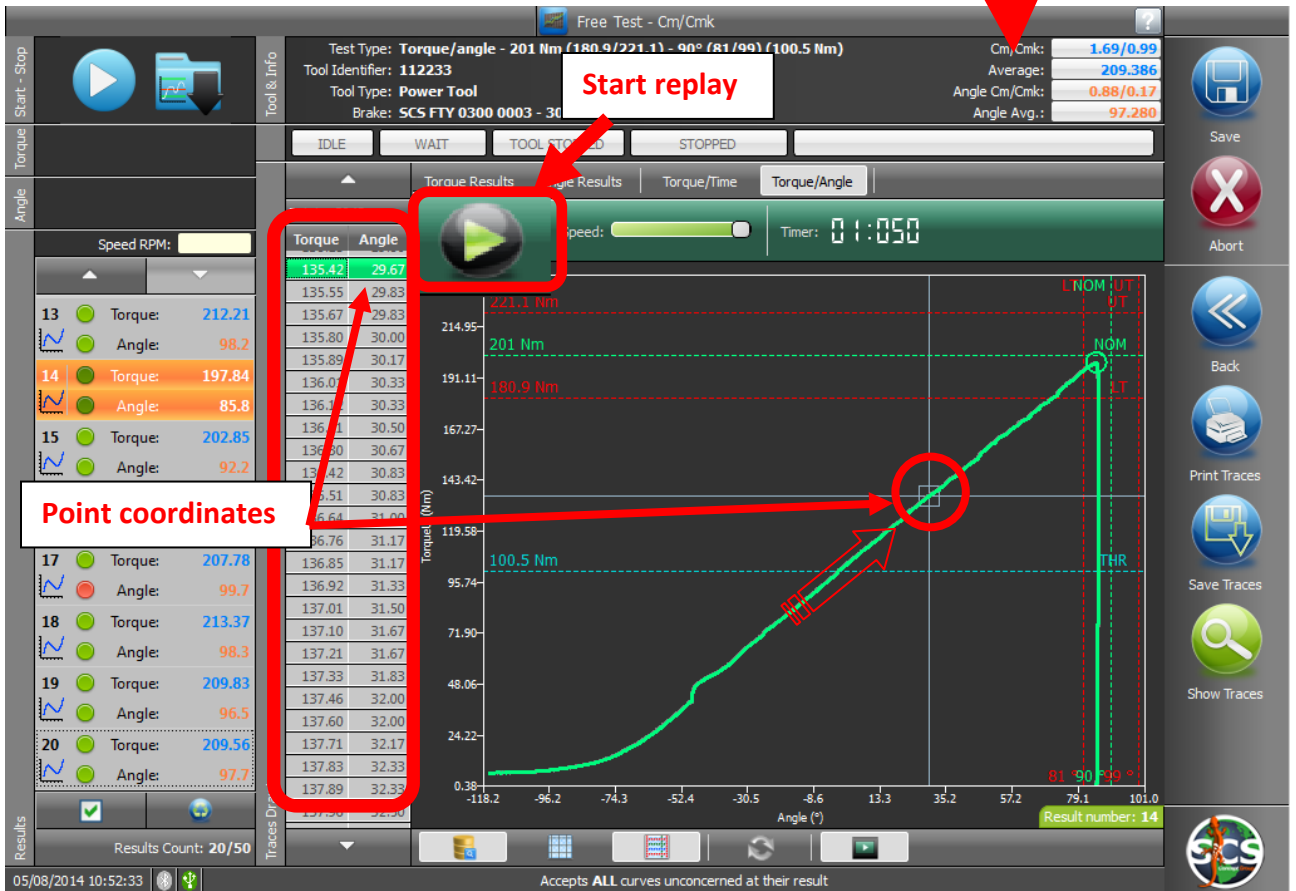 Free Test - Cm/Cmk
?
Start - Stop
Tool & Info
Test Type: Torque/angle - 201 Nm (180.9/221.1) - 90° (81/99) (100.5 Nm)
Tool Identifier: 112233
Tool Type: Power Tool
Brake: SCS FTY 0300 0003 - 30
Cm/Cmk: 1.69/0.99
Average: 209.386
Angle Cm/Cmk: 0.88/0.17
Angle Avg.: 97.280
Start replay
Save
Abort
Back
Print Traces
Save Traces
Show Traces
Torque
Angle
IDLE
WAIT
TOOL STOPPED
STOPPED
Torque Results
Angle Results
Torque/Time
Torque/Angle
Speed:
Timer: 01:050
Speed RPM:
13 Torque: 212.21
Angle: 98.2
14 Torque: 197.84
Angle: 85.8
15 Torque: 202.85
Angle: 92.2
17 Torque: 207.78
Angle: 99.7
18 Torque: 213.37
Angle: 98.3
19 Torque: 209.83
Angle: 96.5
20 Torque: 209.56
Angle: 97.7
Results
Results Count: 20/50
Point coordinates
Torque Angle
135.42 29.67
135.55 29.83
135.67 29.83
135.80 30.00
135.89 30.17
30.33
30.33
30.50
30.67
30.83
30.83
31.00
31.17
136.85 31.17
136.92 31.33
137.01 31.50
137.10 31.67
137.21 31.67
137.33 31.83
137.46 32.00
137.60 32.00
137.71 32.17
137.83 32.33
137.89 32.33
LT NOM UT
UT
221.1 Nm
201 Nm NOM
180.9 Nm LT
100.5 Nm THR
214.95
191.11
167.27
143.42
119.58
95.74
71.90
48.06
24.22
0.38
Torque (Nm)
81 ° 90 ° 99 °
-118.2 -96.2 -74.3 -52.4 -30.5 -8.6 13.3 35.2 57.2 79.1 101.0
Angle (°)
Result number: 14
SCS
05/08/2014 10:52:33
Accepts ALL curves unconcerned at their result